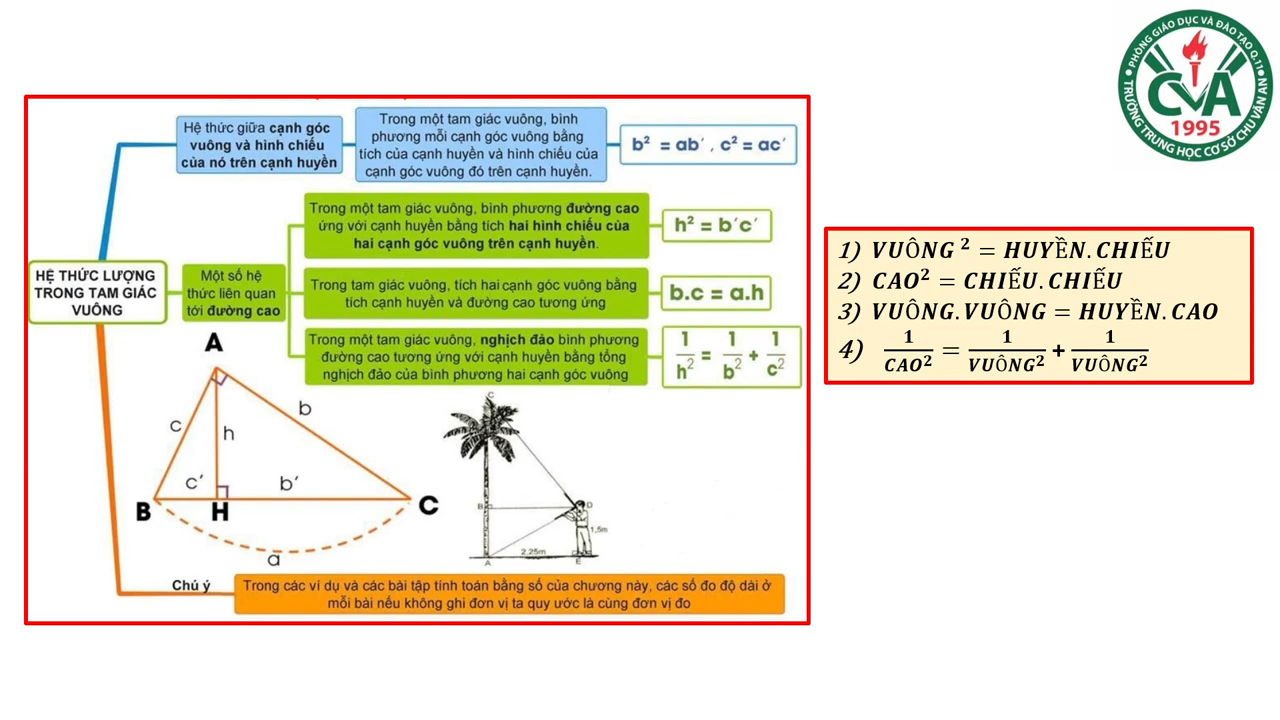 PHÒNG GIÁO DỤC VÀ ĐÀO TẠO Q.11
CVA
1995
TRƯỜNG TRUNG HỌC CƠ SỞ CHU VĂN AN
HỆ THỨC LƯỢNG
TRONG TAM GIÁC
VUÔNG
Hệ thức giữa cạnh góc
vuông và hình chiếu
của nó trên cạnh huyền
Trong một tam giác vuông, bình
phương mỗi cạnh góc vuông bằng
tích của cạnh huyền và hình chiếu của
cạnh góc vuông đó trên cạnh huyền.
b² = ab′ , c² = ac′
Một số hệ
thức liên quan
tới đường cao
Trong một tam giác vuông, bình phương đường cao
ứng với cạnh huyền bằng tích hai hình chiếu của
hai cạnh góc vuông trên cạnh huyền.
h² = b′c′
Trong tam giác vuông, tích hai cạnh góc vuông bằng
tích cạnh huyền và đường cao tương ứng
b.c = a.h
Trong một tam giác vuông, nghịch đảo bình phương
đường cao tương ứng với cạnh huyền bằng tổng
nghịch đảo của bình phương hai cạnh góc vuông
1/h² = 1/b² + 1/c²
A
c
b
h
c′
b′
B
H
C
a
C
B
D
1,5m
2,25m
A
E
Chú ý
Trong các ví dụ và các bài tập tính toán bằng số của chương này, các số đo độ dài ở
mỗi bài nếu không ghi đơn vị ta quy ước là cùng đơn vị đo
1) VUÔNG ² = HUYỀN. CHIẾU
2) CAO² = CHIẾU. CHIẾU
3) VUÔNG. VUÔNG = HUYỀN. CAO
4) 1/CAO² = 1/VUÔNG² + 1/VUÔNG²